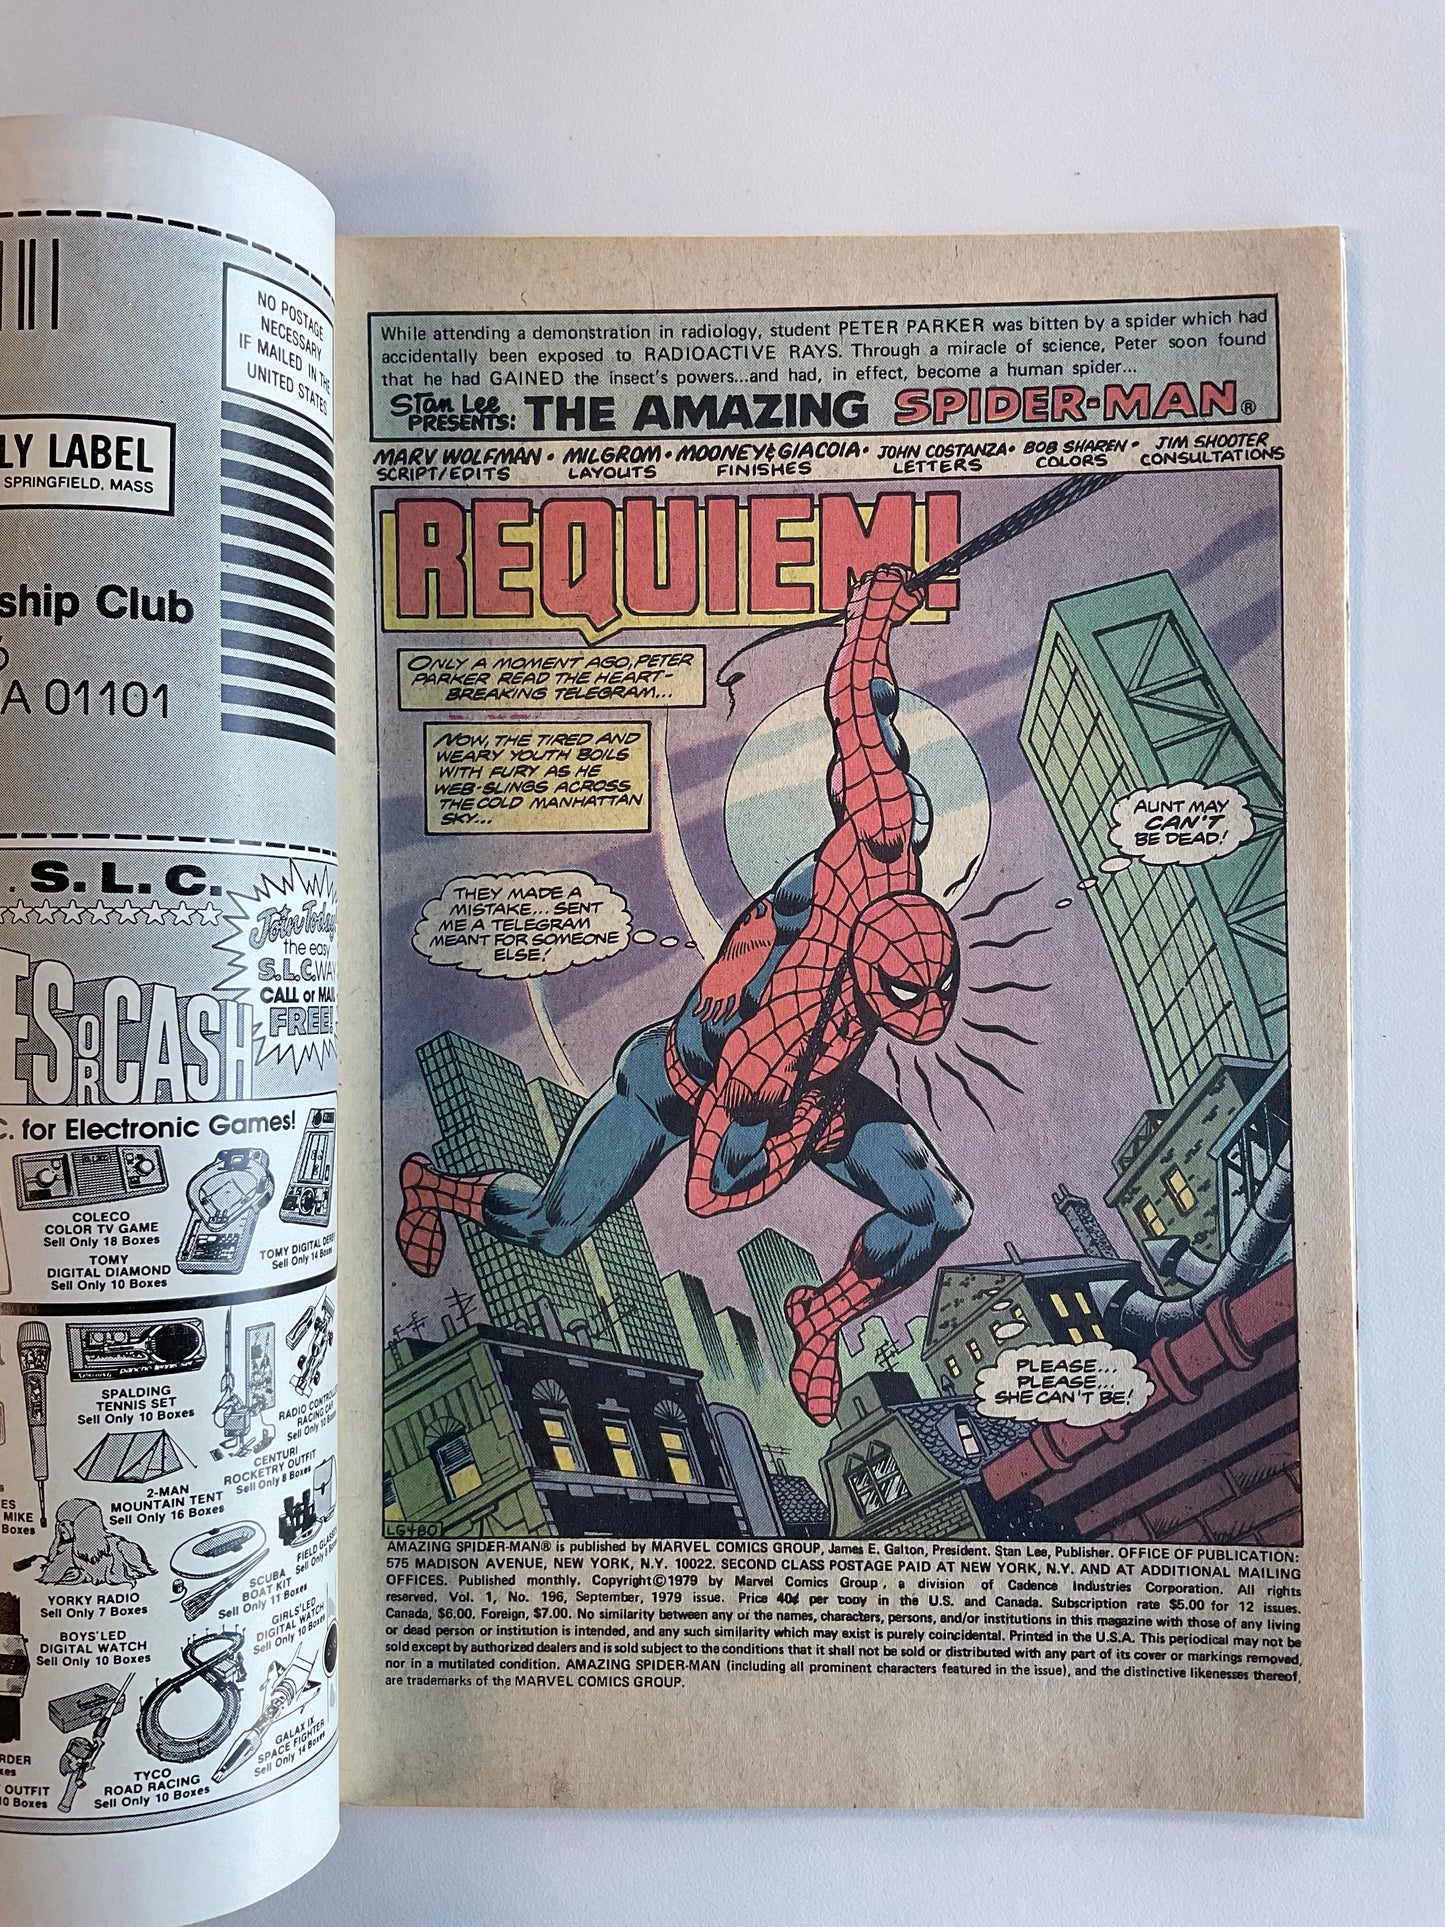 NO POSTAGE
NECESSARY
IF MAILED IN THE
UNITED STATES
LY LABEL
SPRINGFIELD, MASS
ship Club
A 01101
. S. L. C.
Join Today
the easy
S.L.C. WAY
CALL or MAIL
FREE!
ES OR CASH
C. for Electronic Games!
COLECO
COLOR TV GAME
Sell Only 18 Boxes
TOMY
DIGITAL DIAMOND
Sell Only 10 Boxes
TOMY DIGITAL DERBY
Sell Only 14 Boxes
SPALDING
TENNIS SET
Sell Only 10 Boxes
RADIO CONTROL
RACING CAR
Sell Only 10
CENTURI
ROCKETRY OUTFIT
Sell Only 8 Boxes
2-MAN
MOUNTAIN TENT
Sell Only 16 Boxes
ES
MIKE
Boxes
FIELD GLASSES
Sell Only 8
YORKY RADIO
Sell Only 7 Boxes
SCUBA
BOAT KIT
Sell Only 11 Boxes
GIRLS' LED
DIGITAL WATCH
Sell Only 10 Boxes
BOYS' LED
DIGITAL WATCH
Sell Only 10 Boxes
GALAX IX
SPACE FIGHTER
Sell Only 14 Boxes
TYCO
ROAD RACING
Sell Only 10 Boxes
RDER
xes
OUTFIT
10 Boxes
While attending a demonstration in radiology, student PETER PARKER was bitten by a spider which had
accidentally been exposed to RADIOACTIVE RAYS. Through a miracle of science, Peter soon found
that he had GAINED the insect's powers...and had, in effect, become a human spider...
Stan Lee
PRESENTS: THE AMAZING SPIDER-MAN®
MARV WOLFMAN • MILGROM • MOONEY & GIACOIA • JOHN COSTANZA • BOB SHAREN • JIM SHOOTER
SCRIPT/EDITS LAYOUTS FINISHES LETTERS COLORS CONSULTATIONS
REQUIEM!
ONLY A MOMENT AGO, PETER
PARKER READ THE HEART-
BREAKING TELEGRAM...
NOW, THE TIRED AND
WEARY YOUTH BOILS
WITH FURY AS HE
WEB-SLINGS ACROSS
THE COLD MANHATTAN
SKY...
AUNT MAY
CAN'T
BE DEAD!
THEY MADE A
MISTAKE... SENT
ME A TELEGRAM
MEANT FOR SOMEONE
ELSE!
PLEASE...
PLEASE...
SHE CAN'T BE!
LG480
AMAZING SPIDER-MAN® is published by MARVEL COMICS GROUP, James E. Galton, President. Stan Lee, Publisher. OFFICE OF PUBLICATION:
575 MADISON AVENUE, NEW YORK, N.Y. 10022. SECOND CLASS POSTAGE PAID AT NEW YORK, N.Y. AND AT ADDITIONAL MAILING
OFFICES. Published monthly. Copyright © 1979 by Marvel Comics Group, a division of Cadence Industries Corporation. All rights
reserved. Vol. 1, No. 196, September, 1979 issue. Price 40¢ per copy in the U.S. and Canada. Subscription rate $5.00 for 12 issues.
Canada, $6.00. Foreign, $7.00. No similarity between any of the names, characters, persons, and/or institutions in this magazine with those of any living
or dead person or institution is intended, and any such similarity which may exist is purely coincidental. Printed in the U.S.A. This periodical may not be
sold except by authorized dealers and is sold subject to the conditions that it shall not be sold or distributed with any part of its cover or markings removed,
nor in a mutilated condition. AMAZING SPIDER-MAN (including all prominent characters featured in the issue), and the distinctive likenesses thereof,
are trademarks of the MARVEL COMICS GROUP.